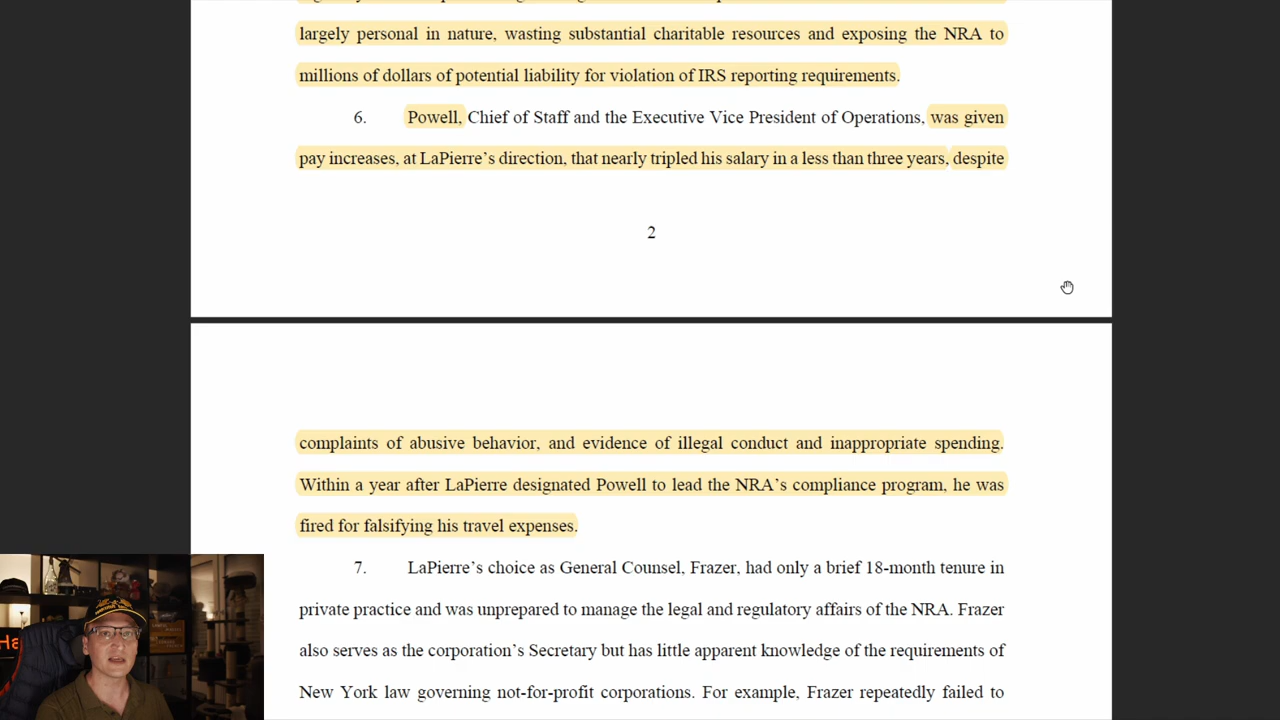 largely personal in nature, wasting substantial charitable resources and exposing the NRA to
millions of dollars of potential liability for violation of IRS reporting requirements.
6. Powell, Chief of Staff and the Executive Vice President of Operations, was given
pay increases, at LaPierre’s direction, that nearly tripled his salary in a less than three years, despite
2
complaints of abusive behavior, and evidence of illegal conduct and inappropriate spending.
Within a year after LaPierre designated Powell to lead the NRA’s compliance program, he was
fired for falsifying his travel expenses.
7. LaPierre’s choice as General Counsel, Frazer, had only a brief 18-month tenure in
private practice and was unprepared to manage the legal and regulatory affairs of the NRA. Frazer
also serves as the corporation’s Secretary but has little apparent knowledge of the requirements of
New York law governing not-for-profit corporations. For example, Frazer repeatedly failed to
Ha